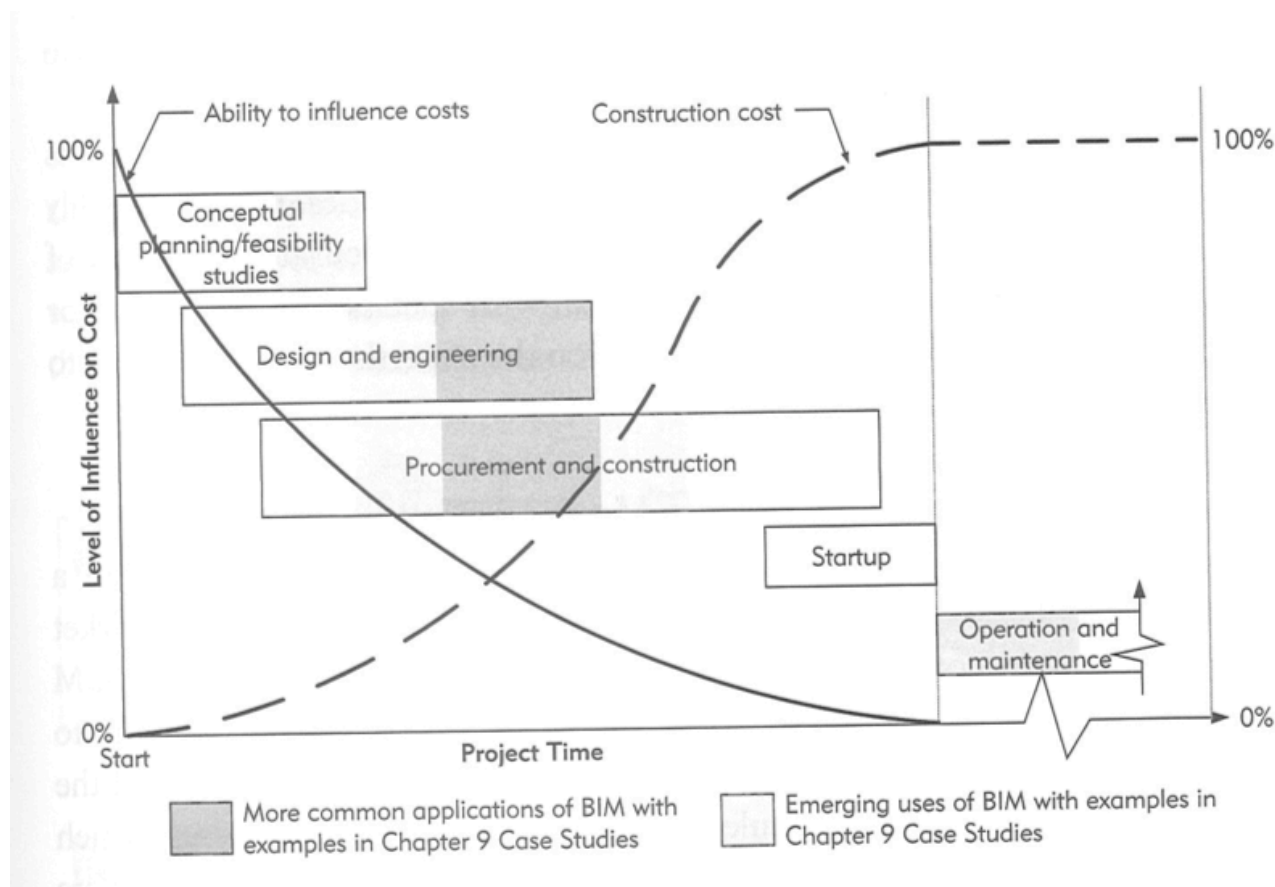 Ability to influence costs
Construction cost
100%
100%
Conceptual
planning/feasibility
studies
Design and engineering
Procurement and construction
Startup
Operation and
maintenance
Level of Influence on Cost
0%
0%
Start
Project Time
More common applications of BIM with
examples in Chapter 9 Case Studies
Emerging uses of BIM with examples in
Chapter 9 Case Studies